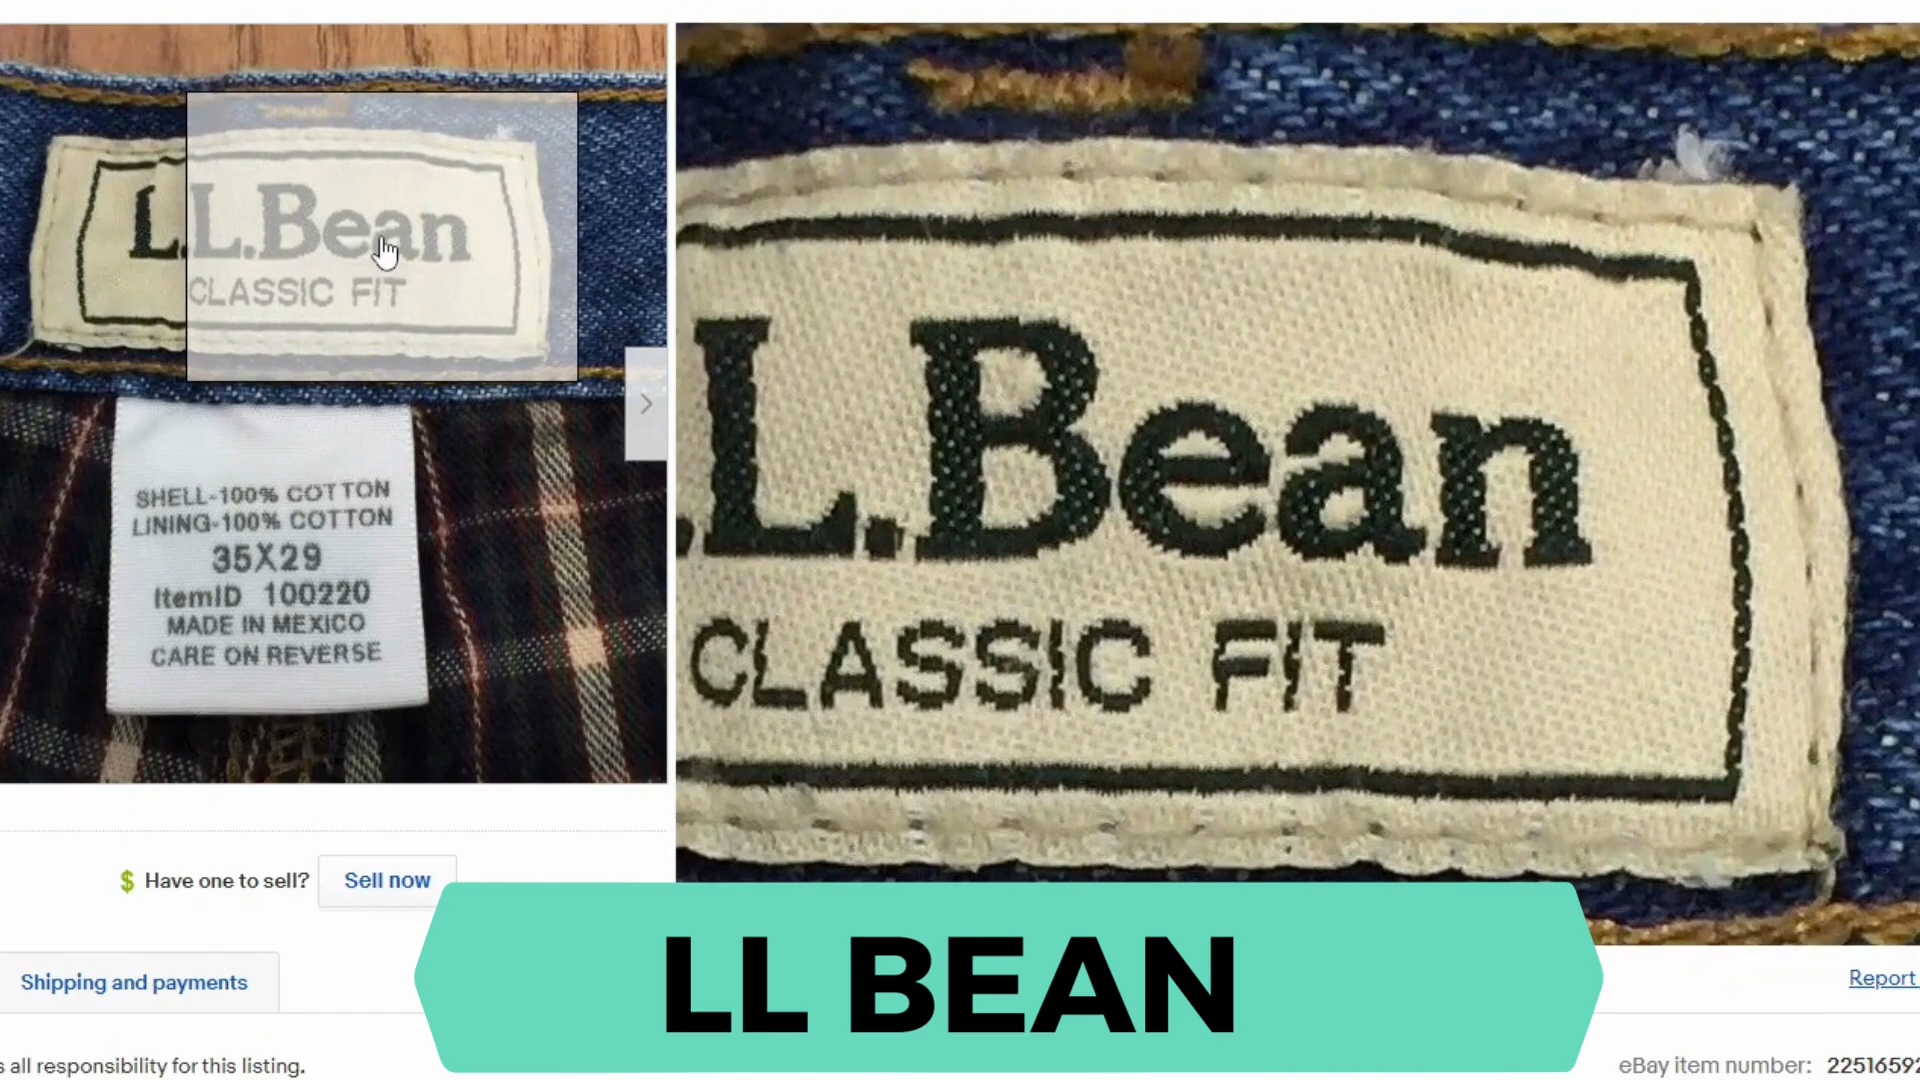 L.L.Bean
CLASSIC FIT
SHELL-100% COTTON
LINING-100% COTTON
35X29
ItemID 100220
MADE IN MEXICO
CARE ON REVERSE
.L.Bean
CLASSIC FIT
$ Have one to sell? Sell now
Shipping and payments
Report
s all responsibility for this listing.
eBay item number: 2251659
LL BEAN